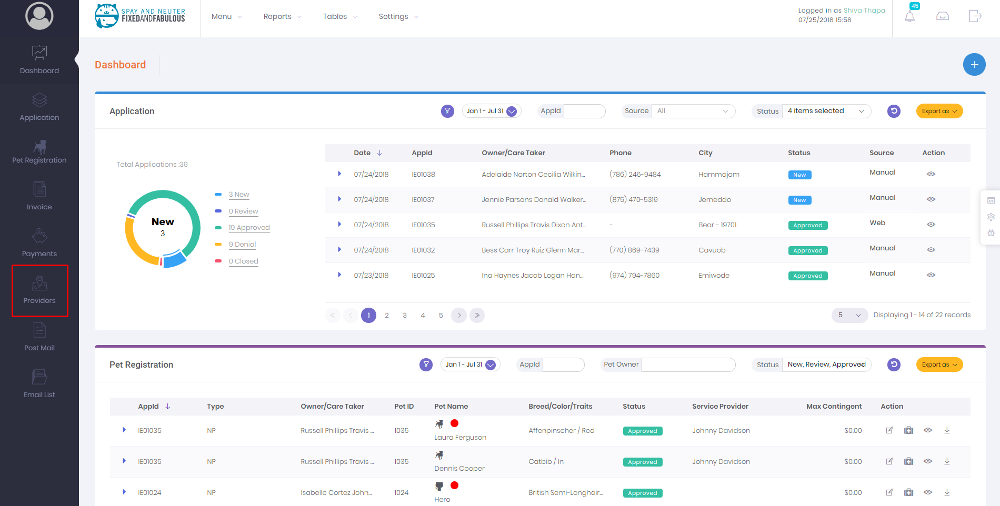 SPAY AND NEUTER
FIXEDANDFABULOUS
Menu
Reports
Tables
Settings
Logged in as Shiva Thapa
07/25/2018 15:58
45
Dashboard
Application
Pet Registration
Invoice
Payments
Providers
Post Mail
Email List
Dashboard
Application
Jan 1 - Jul 31
AppId
Source All
Status 4 items selected
Export as
Total Applications :39
New
3
3 New
0 Review
19 Approved
9 Denial
0 Closed
Date AppId Owner/Care Taker Phone City Status Source Action
07/24/2018 IE01038 Adelaide Norton Cecilia Wilkin... (786) 246-9484 Hammajom New Manual
07/24/2018 IE01037 Jennie Parsons Donald Walker... (875) 470-5319 Jemeddo New Manual
07/24/2018 IE01035 Russell Phillips Travis Dixon Ant... - Bear - 19701 Approved Web
07/24/2018 IE01032 Bess Carr Troy Ruiz Glenn Mar... (770) 869-7439 Cavuob Approved Manual
07/23/2018 IE01025 Ina Haynes Jacob Logan Han... (974) 794-7860 Emiwode Approved Manual
1 2 3 4 5
5 Displaying 1 - 14 of 22 records
Pet Registration
Jan 1 - Jul 31
AppId
Pet Owner
Status New, Review, Approved
Export as
AppId Type Owner/Care Taker Pet ID Pet Name Breed/Color/Traits Status Service Provider Max Contingent Action
IE01035 NP Russell Phillips Travis ... 1035 Laura Ferguson Affenpinscher / Red Approved Johnny Davidson $0.00
IE01035 NP Russell Phillips Travis ... 1035 Dennis Cooper Catbib / In Approved Johnny Davidson $0.00
IE01024 NP Isabelle Cortez John... 1024 Hero British Semi-Longhair... Approved $0.00